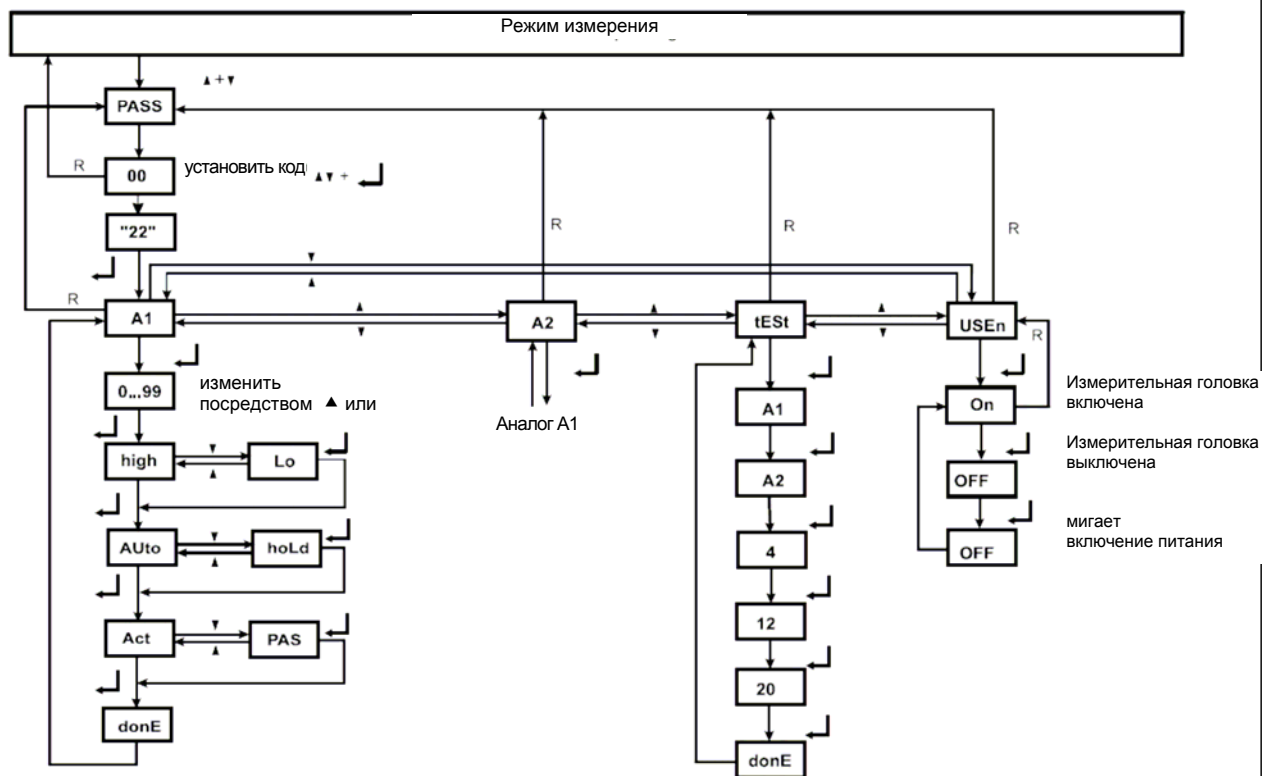 Режим измерения
▲+▼
PASS
R
00
установить код
▲▼ +
"22"
R
R
R
▼
▲
R
A1
▲
▼
A2
▲
▼
tESt
▲
▼
USEn
R
0...99
изменить
посредством ▲ или
Аналог А1
A1
On
Измерительная головка
включена
high
▼
▲
Lo
A2
OFF
Измерительная головка
выключена
AUto
▼
▲
hoLd
4
OFF
мигает
включение питания
Act
▼
▲
PAS
12
20
donE
donE